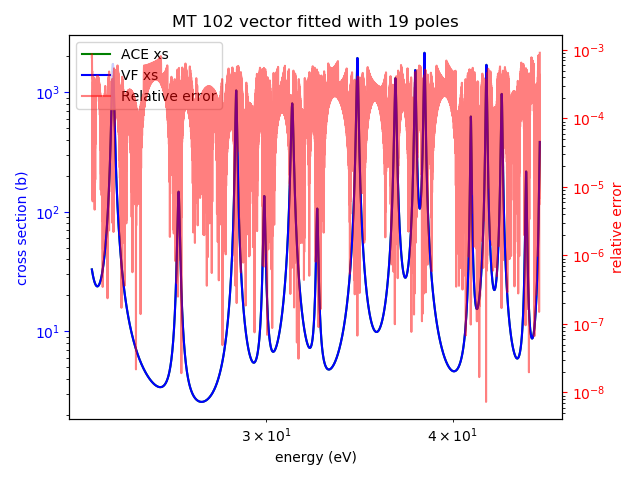 MT 102 vector fitted with 19 poles
ACE xs
VF xs
Relative error
cross section (b)
10³
10²
10¹
10⁻³
10⁻⁴
10⁻⁵
10⁻⁶
10⁻⁷
10⁻⁸
relative error
3 × 10¹
4 × 10¹
energy (eV)